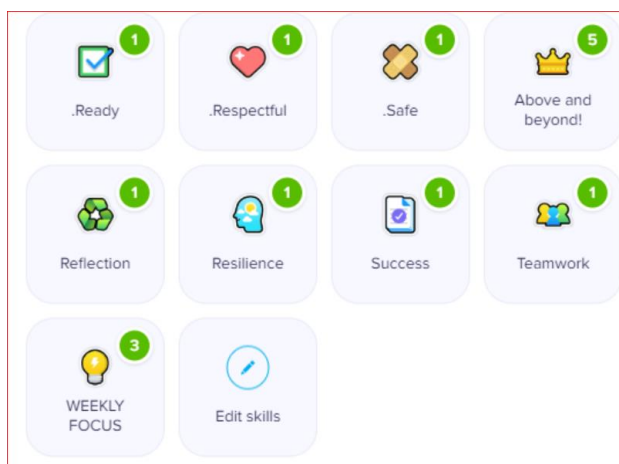 1
.Ready
1
.Respectful
1
.Safe
5
Above and
beyond!
1
Reflection
1
Resilience
1
Success
1
Teamwork
3
WEEKLY
FOCUS
Edit skills